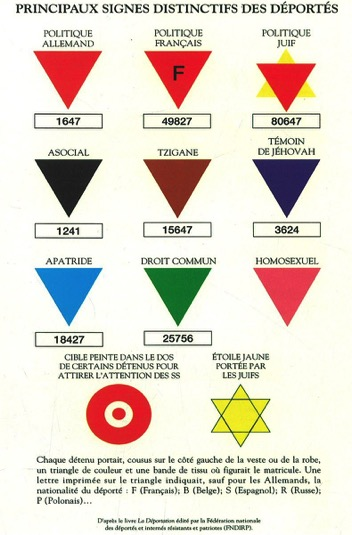 PRINCIPAUX SIGNES DISTINCTIFS DES DÉPORTÉS
POLITIQUE
ALLEMAND
POLITIQUE
FRANÇAIS
POLITIQUE
JUIF
F
1647
49827
80647
ASOCIAL
TZIGANE
TÉMOIN
DE JÉHOVAH
1241
15647
3624
APATRIDE
DROIT COMMUN
HOMOSEXUEL
18427
25756
CIBLE PEINTE DANS LE DOS
DE CERTAINS DÉTENUS POUR
ATTIRER L'ATTENTION DES SS
ÉTOILE JAUNE
PORTÉE PAR
LES JUIFS
Chaque détenu portait, cousus sur le côté gauche de la veste ou de la robe,
un triangle de couleur et une bande de tissu où figurait le matricule. Une
lettre imprimée sur le triangle indiquait, sauf pour les Allemands, la
nationalité du déporté : F (Français); B (Belge); S (Espagnol); R (Russe);
P (Polonais)...
D'après le livre La Déportation édité par la Fédération nationale
des déportés et internés résistants et patriotes (FNDIRP).